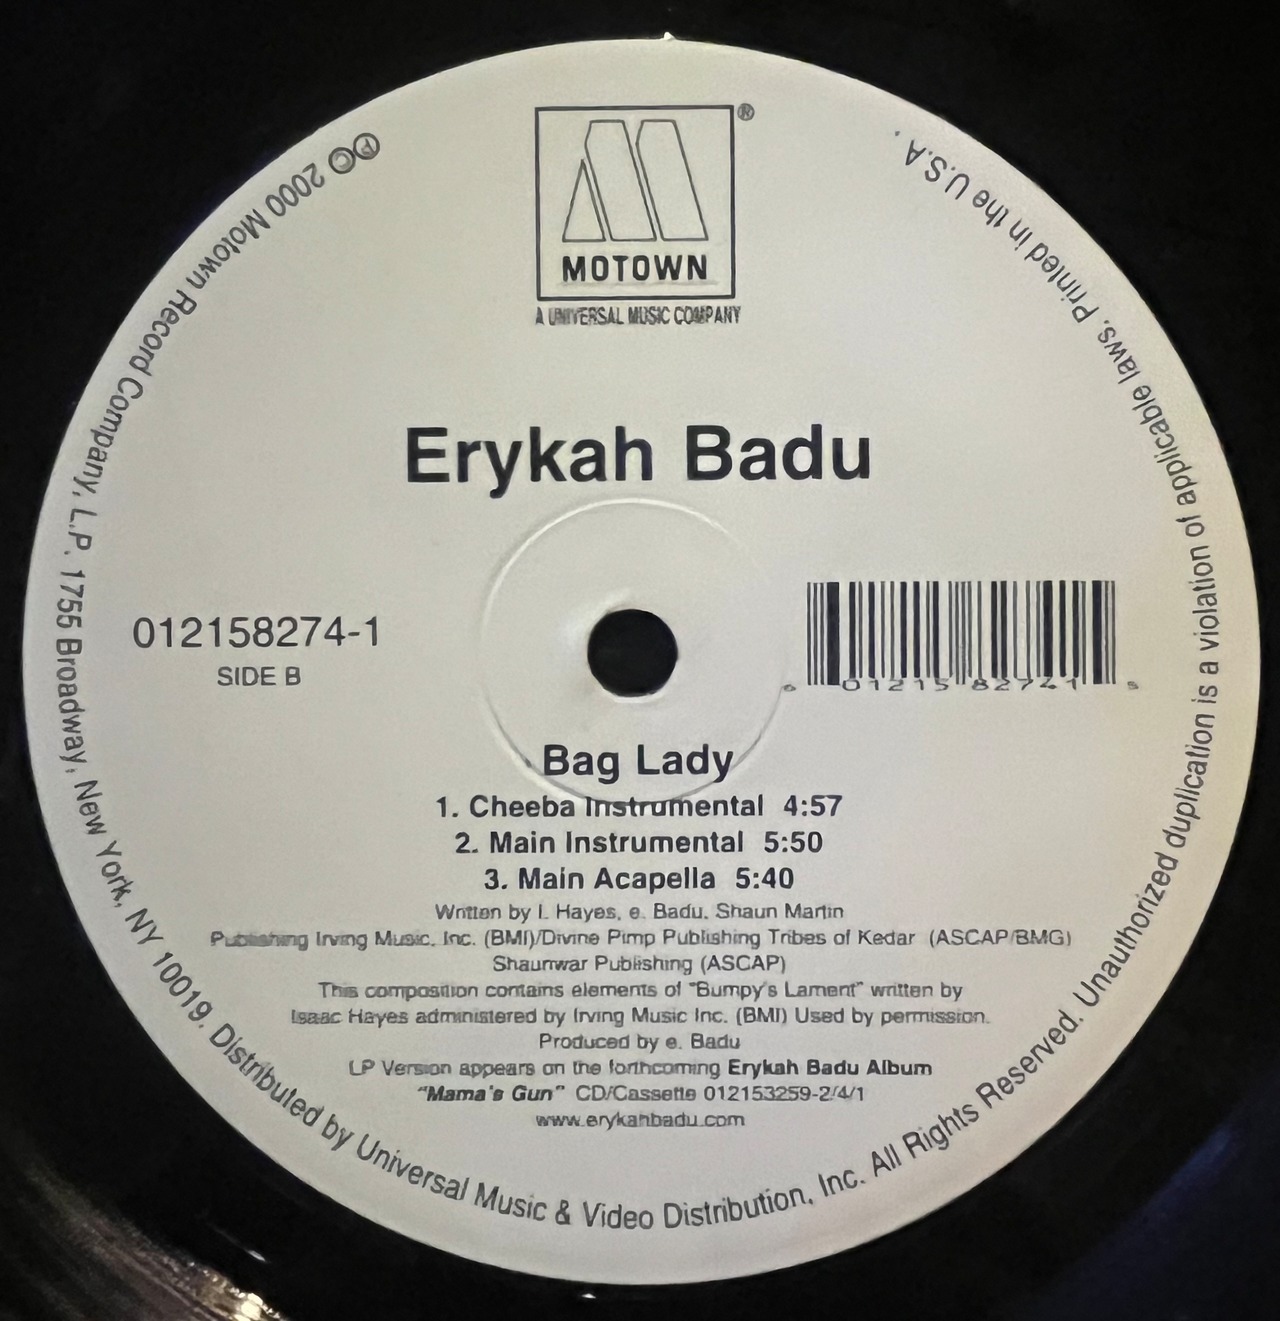 ®
MOTOWN
A UNIVERSAL MUSIC COMPANY
Erykah Badu
012158274-1
SIDE B
6 01215 82741 5
Bag Lady
1. Cheeba Instrumental 4:57
2. Main Instrumental 5:50
3. Main Acapella 5:40
Written by I. Hayes, e. Badu, Shaun Martin
Publishing Irving Music, Inc. (BMI)/Divine Pimp Publishing Tribes of Kedar (ASCAP/BMG)
Shaunwar Publishing (ASCAP)
This composition contains elements of "Bumpy's Lament" written by
Isaac Hayes administered by Irving Music Inc. (BMI) Used by permission.
Produced by e. Badu
LP Version appears on the forthcoming Erykah Badu Album
"Mama's Gun" CD/Cassette 012153259-2/4/1
www.erykahbadu.com
℗© 2000 Motown Record Company, L.P. 1755 Broadway, New York, NY 10019. Distributed by Universal Music & Video Distribution, Inc. All Rights Reserved. Unauthorized duplication is a violation of applicable laws. Printed in the U.S.A.